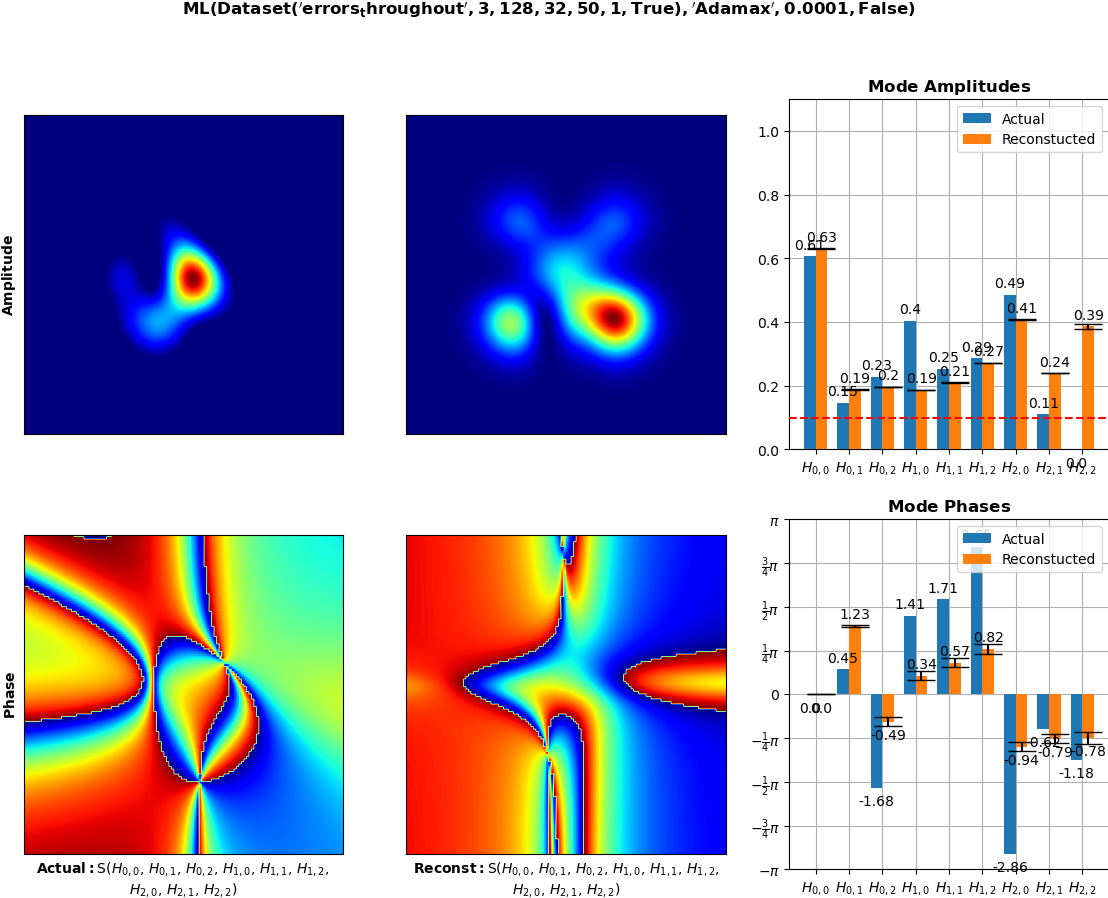 ML(Dataset('errors_throughout', 3, 128, 32, 50, 1, True), 'Adamax', 0.0001, False)
Amplitude
Mode Amplitudes
Actual
Reconstucted
1.0
0.8
0.6
0.4
0.2
0.0
0.61 0.63
0.15 0.19
0.23 0.2
0.4 0.19
0.25 0.21
0.29 0.27
0.49 0.41
0.11 0.24
0.0 0.39
H0,0 H0,1 H0,2 H1,0 H1,1 H1,2 H2,0 H2,1 H2,2
Phase
Mode Phases
Actual
Reconstucted
π
3/4π
1/2π
1/4π
0
−1/4π
−1/2π
−3/4π
−π
0.0 0.0
0.45 1.23
-1.68 -0.49
1.41 0.34
1.71 0.57
0.82
-2.86 -0.94
-0.62 -0.79
-1.18 -0.78
H0,0 H0,1 H0,2 H1,0 H1,1 H1,2 H2,0 H2,1 H2,2
Actual: S(H0,0, H0,1, H0,2, H1,0, H1,1, H1,2,
H2,0, H2,1, H2,2)
Reconst: S(H0,0, H0,1, H0,2, H1,0, H1,1, H1,2,
H2,0, H2,1, H2,2)